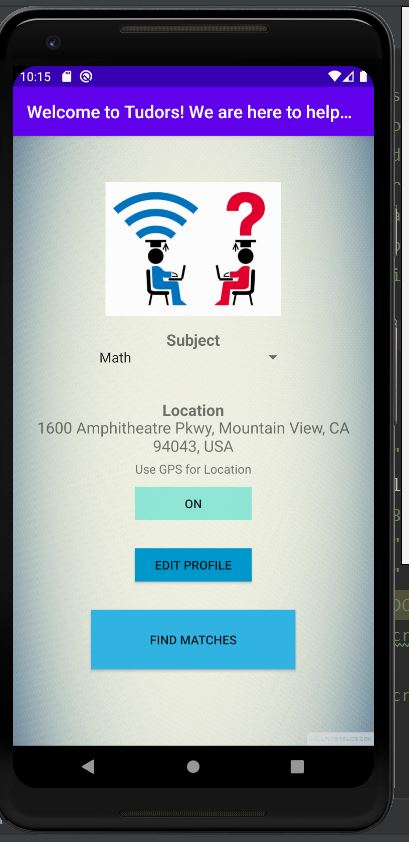 10:15
Welcome to Tudors! We are here to help...
?
Subject
Math
Location
1600 Amphitheatre Pkwy, Mountain View, CA
94043, USA
Use GPS for Location
ON
EDIT PROFILE
FIND MATCHES